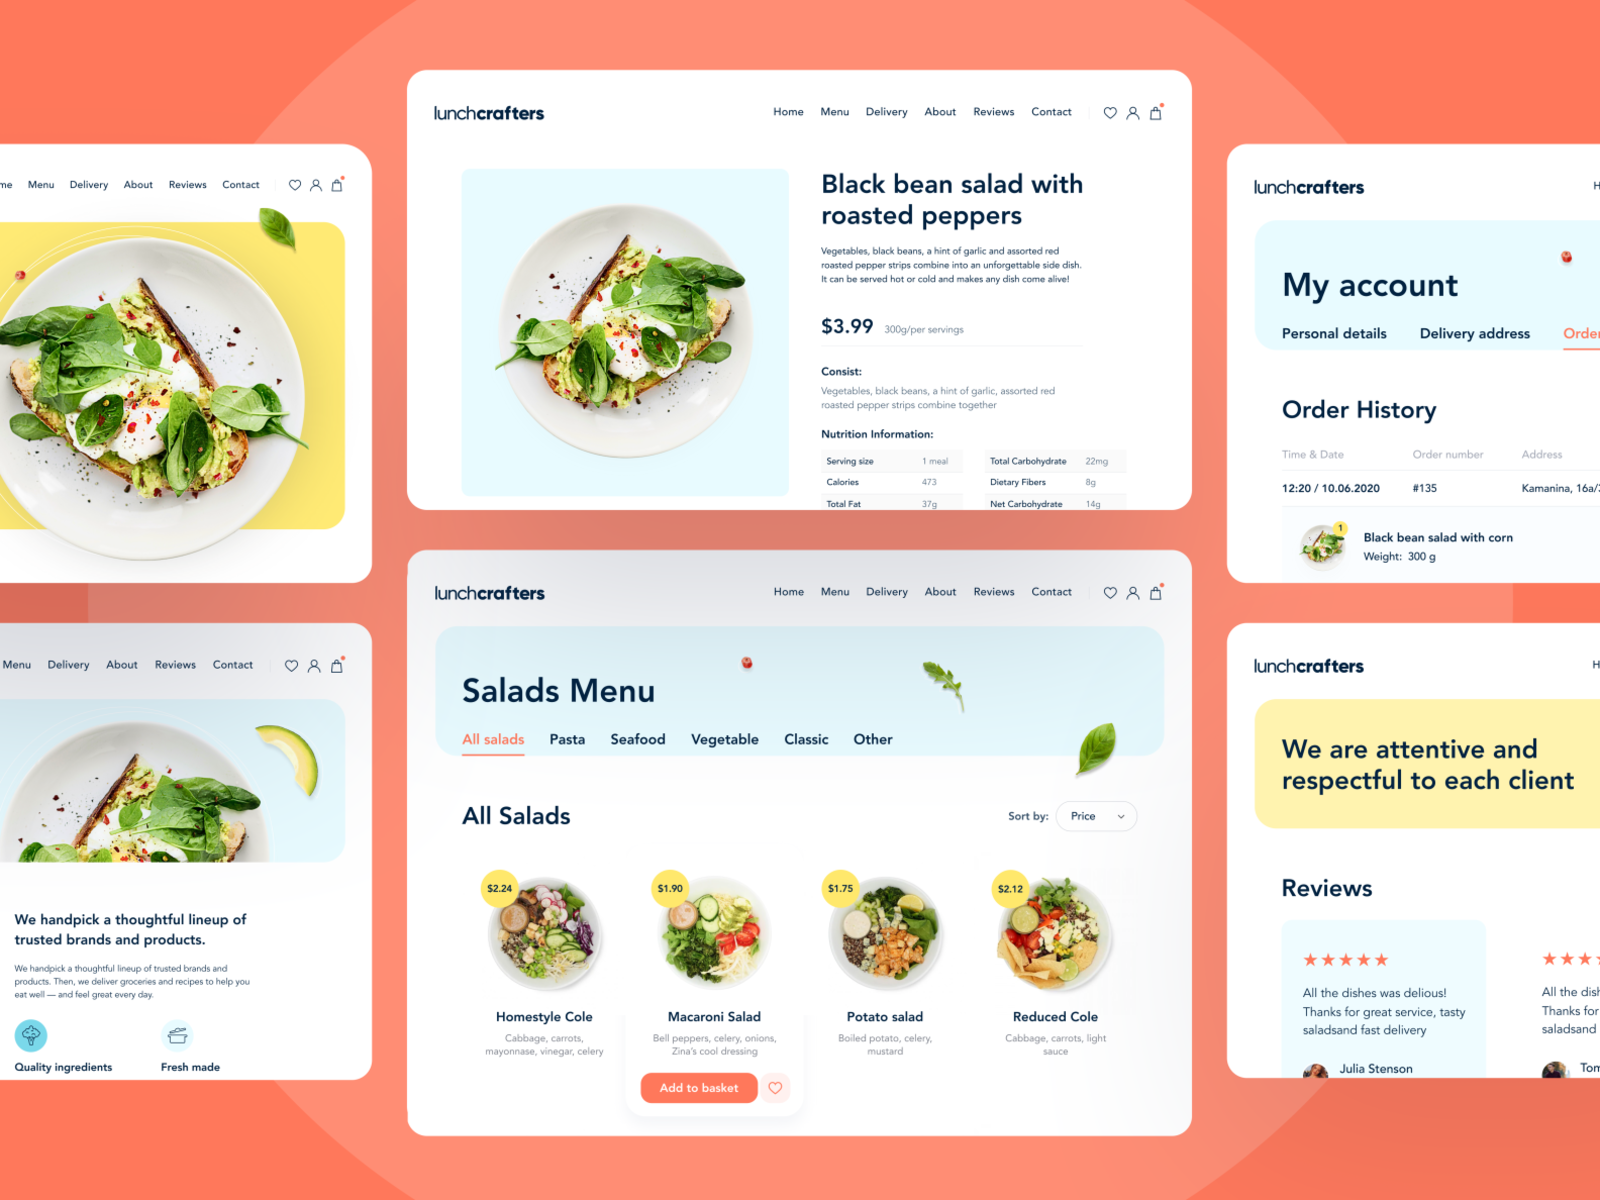 lunchcrafters
Home Menu Delivery About Reviews Contact
Black bean salad with
roasted peppers
Vegetables, black beans, a hint of garlic and assorted red
roasted pepper strips combine into an unforgettable side dish.
It can be served hot or cold and makes any dish come alive!
$3.99 300g/per servings
Consist:
Vegetables, black beans, a hint of garlic, assorted red
roasted pepper strips combine together
Nutrition Information:
Serving size 1 meal Total Carbohydrate 22mg
Calories 473 Dietary Fibers 8g
Total Fat 37g Net Carbohydrate 14g
me Menu Delivery About Reviews Contact
lunchcrafters
H
My account
Personal details Delivery address Order
Order History
Time & Date Order number Address
12:20 / 10.06.2020 #135 Kamanina, 16a/
1
Black bean salad with corn
Weight: 300 g
Menu Delivery About Reviews Contact
We handpick a thoughtful lineup of
trusted brands and products.
We handpick a thoughtful lineup of trusted brands and
products. Then, we deliver groceries and recipes to help you
eat well — and feel great every day.
Quality ingredients Fresh made
lunchcrafters
Home Menu Delivery About Reviews Contact
Salads Menu
All salads Pasta Seafood Vegetable Classic Other
All Salads
Sort by: Price
$2.24 $1.90 $1.75 $2.12
Homestyle Cole Macaroni Salad Potato salad Reduced Cole
Cabbage, carrots, Bell peppers, celery, onions, Boiled potato, celery, Cabbage, carrots, light
mayonnase, vinegar, celery Zina's cool dressing mustard sauce
Add to basket
lunchcrafters
H
We are attentive and
respectful to each client
Reviews
All the dishes was delious!
Thanks for great service, tasty
saladsand fast delivery
Julia Stenson
All the dish
Thanks for
saladsand
Tom